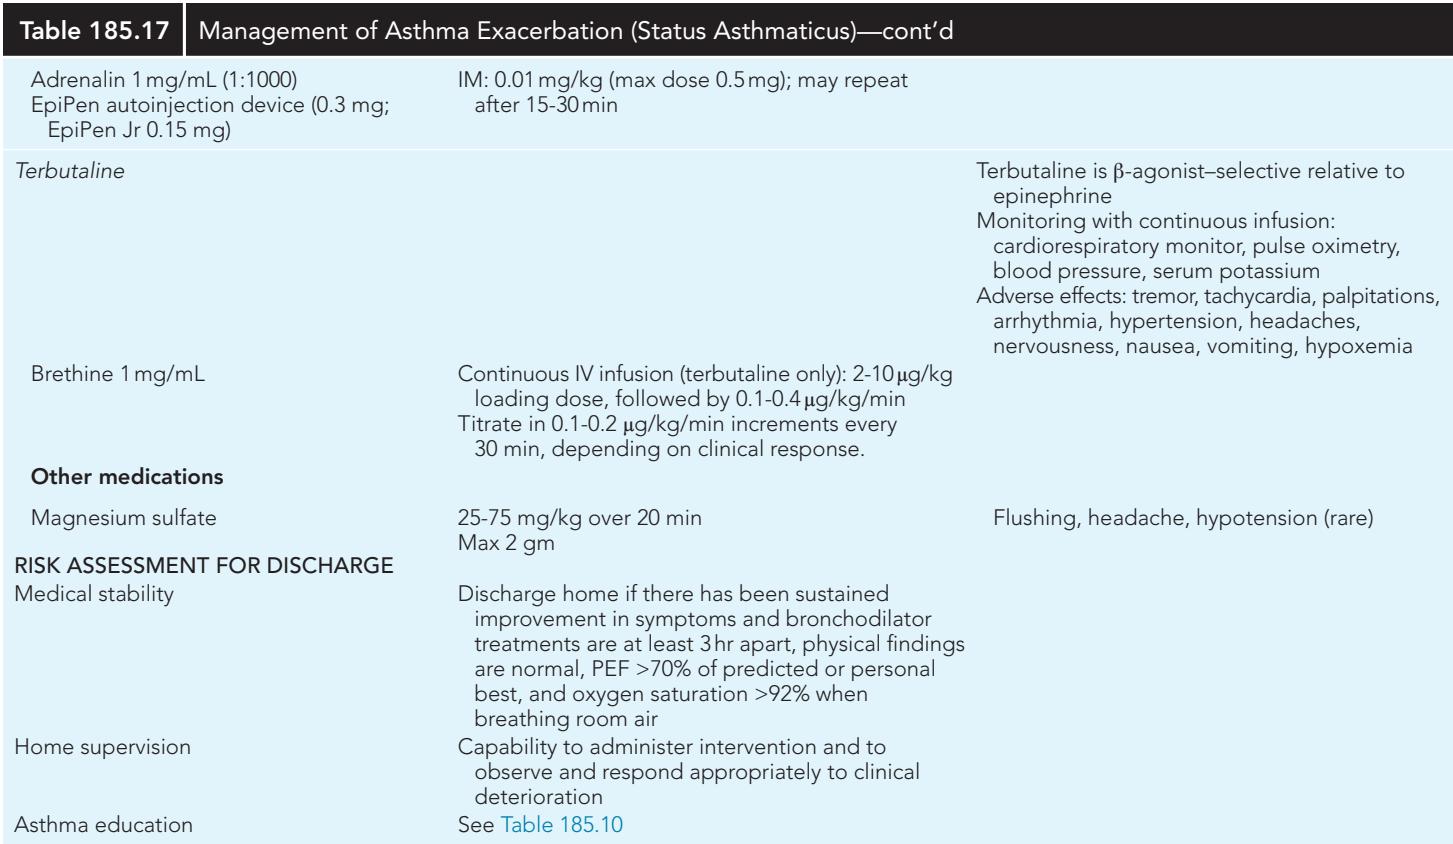 Table 185.17 Management of Asthma Exacerbation (Status Asthmaticus)—cont'd
Adrenalin 1 mg/mL (1:1000)
EpiPen autoinjection device (0.3 mg;
EpiPen Jr 0.15 mg)
IM: 0.01 mg/kg (max dose 0.5 mg); may repeat
after 15-30 min
Terbutaline
Terbutaline is β-agonist–selective relative to
epinephrine
Monitoring with continuous infusion:
cardiorespiratory monitor, pulse oximetry,
blood pressure, serum potassium
Adverse effects: tremor, tachycardia, palpitations,
arrhythmia, hypertension, headaches,
nervousness, nausea, vomiting, hypoxemia
Brethine 1 mg/mL
Continuous IV infusion (terbutaline only): 2-10 μg/kg
loading dose, followed by 0.1-0.4 μg/kg/min
Titrate in 0.1-0.2 μg/kg/min increments every
30 min, depending on clinical response.
Other medications
Magnesium sulfate
25-75 mg/kg over 20 min
Max 2 gm
Flushing, headache, hypotension (rare)
RISK ASSESSMENT FOR DISCHARGE
Medical stability
Discharge home if there has been sustained
improvement in symptoms and bronchodilator
treatments are at least 3 hr apart, physical findings
are normal, PEF >70% of predicted or personal
best, and oxygen saturation >92% when
breathing room air
Home supervision
Capability to administer intervention and to
observe and respond appropriately to clinical
deterioration
Asthma education
See Table 185.10